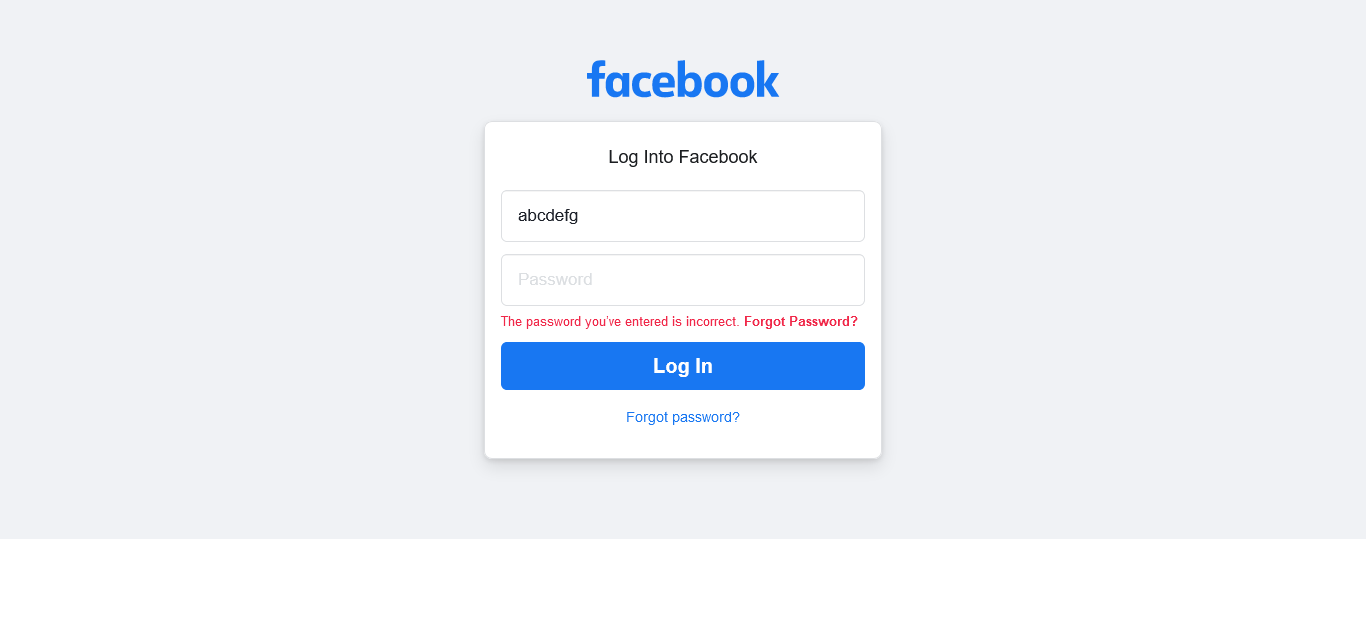 facebook
Log Into Facebook
abcdefg
Password
The password you've entered is incorrect. Forgot Password?
Log In
Forgot password?